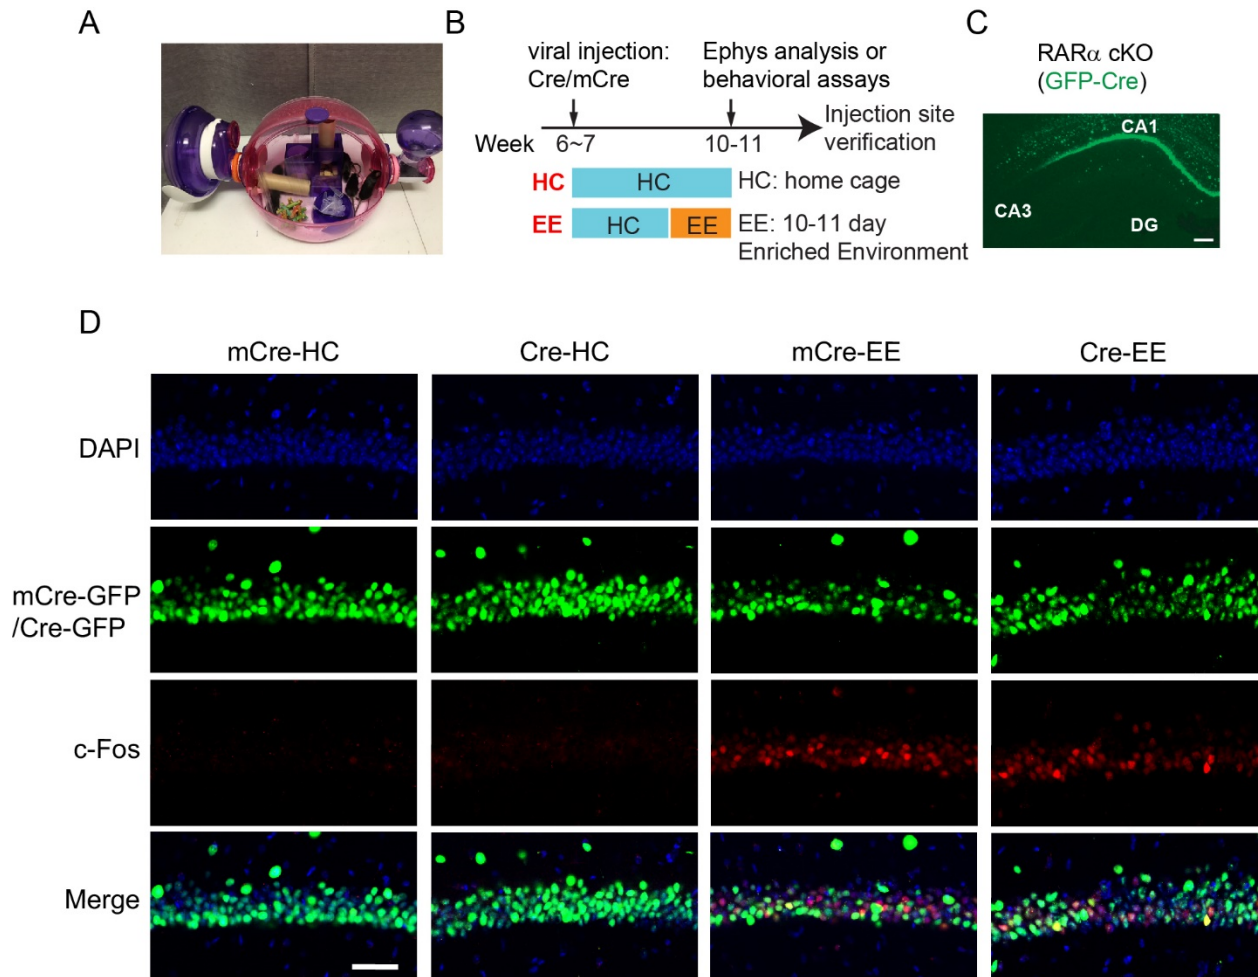 A
B
viral injection:
Cre/mCre
Ephys analysis or
behavioral assays
Week
6~7
10-11
Injection site
verification
HC
HC
HC: home cage
EE
HC
EE
EE: 10-11 day
Enriched Environment
C
RARα cKO
(GFP-Cre)
CA1
CA3
DG
D
mCre-HC
Cre-HC
mCre-EE
Cre-EE
DAPI
mCre-GFP
/Cre-GFP
c-Fos
Merge